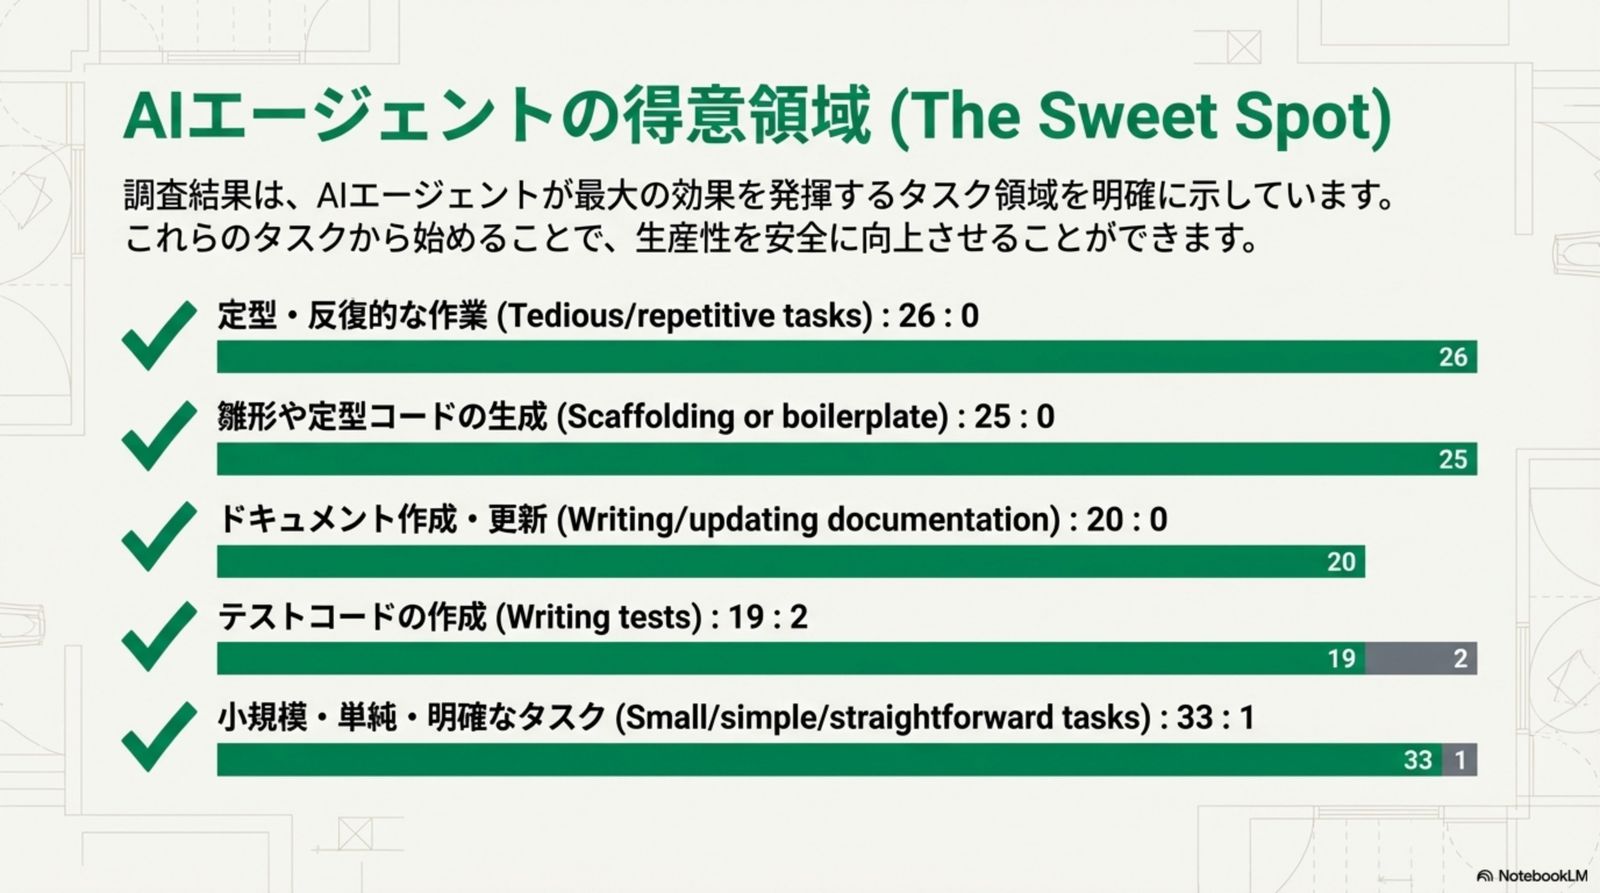 AIエージェントの得意領域 (The Sweet Spot)
調査結果は、AIエージェントが最大の効果を発揮するタスク領域を明確に示しています。
これらのタスクから始めることで、生産性を安全に向上させることができます。
定型・反復的な作業 (Tedious/repetitive tasks) : 26 : 0
26
雛形や定型コードの生成 (Scaffolding or boilerplate) : 25 : 0
25
ドキュメント作成・更新 (Writing/updating documentation) : 20 : 0
20
テストコードの作成 (Writing tests) : 19 : 2
19 2
小規模・単純・明確なタスク (Small/simple/straightforward tasks) : 33 : 1
33 1
NotebookLM